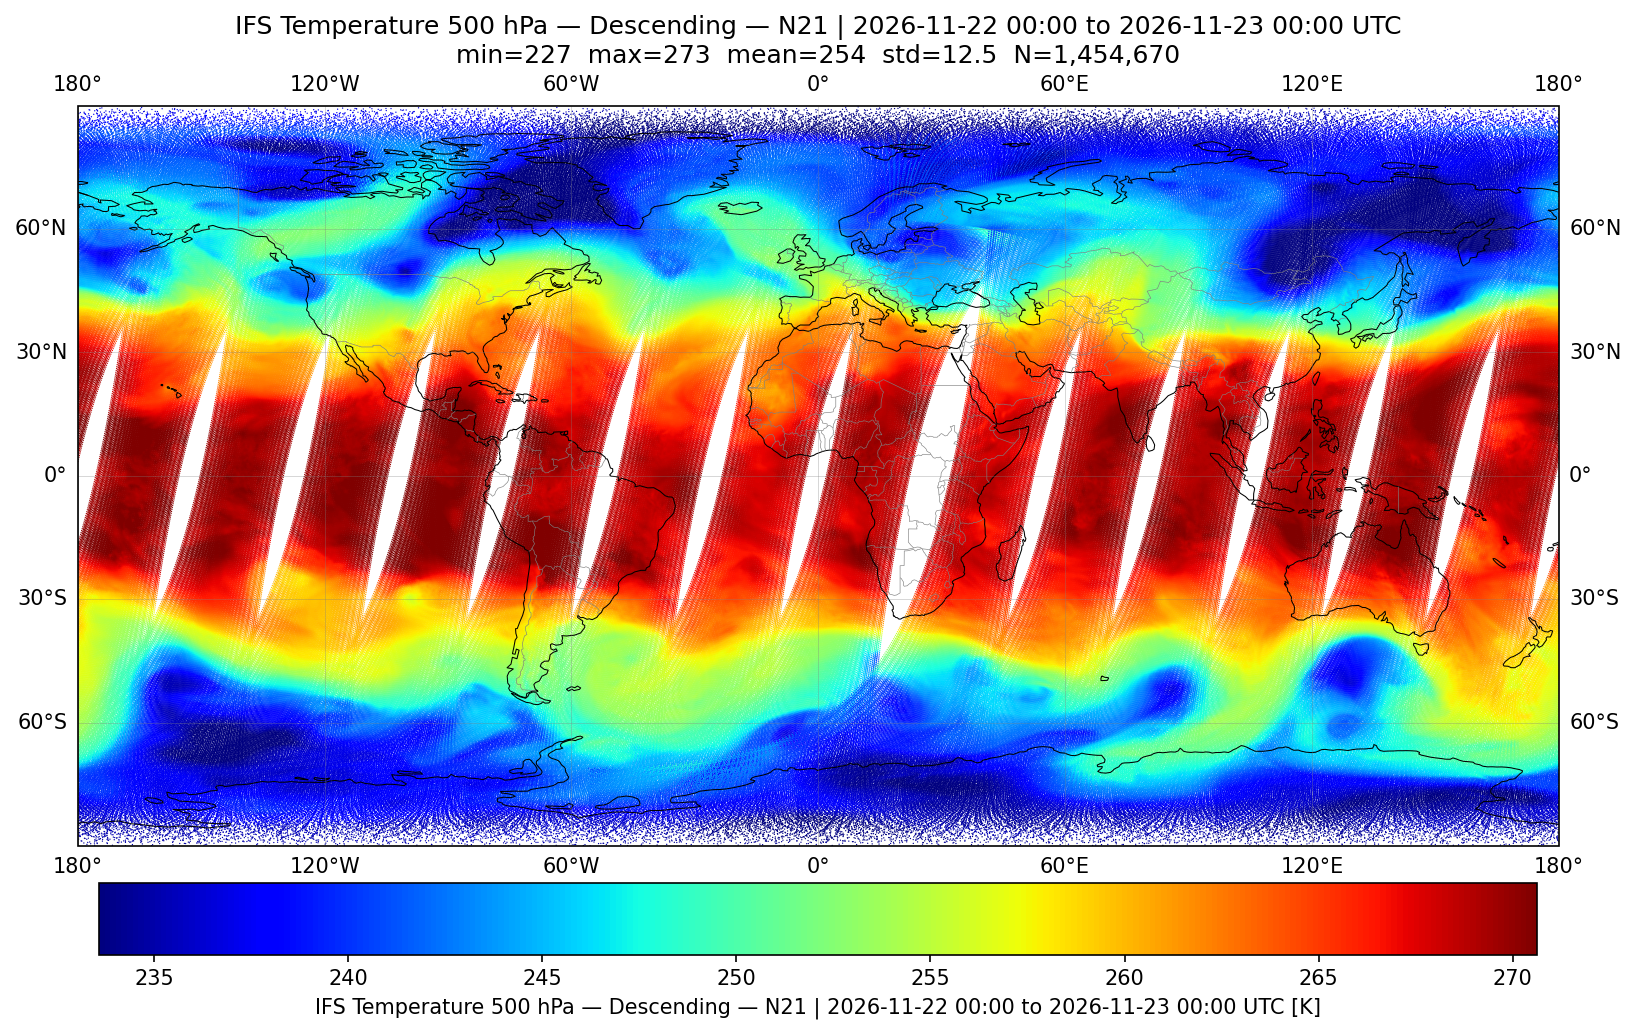 IFS Temperature 500 hPa — Descending — N21 | 2026-11-22 00:00 to 2026-11-23 00:00 UTC
min=227 max=273 mean=254 std=12.5 N=1,454,670
180° 120°W 60°W 0° 60°E 120°E 180°
60°N 60°N
30°N 30°N
0° 0°
30°S 30°S
60°S 60°S
180° 120°W 60°W 0° 60°E 120°E 180°
235 240 245 250 255 260 265 270
IFS Temperature 500 hPa — Descending — N21 | 2026-11-22 00:00 to 2026-11-23 00:00 UTC [K]